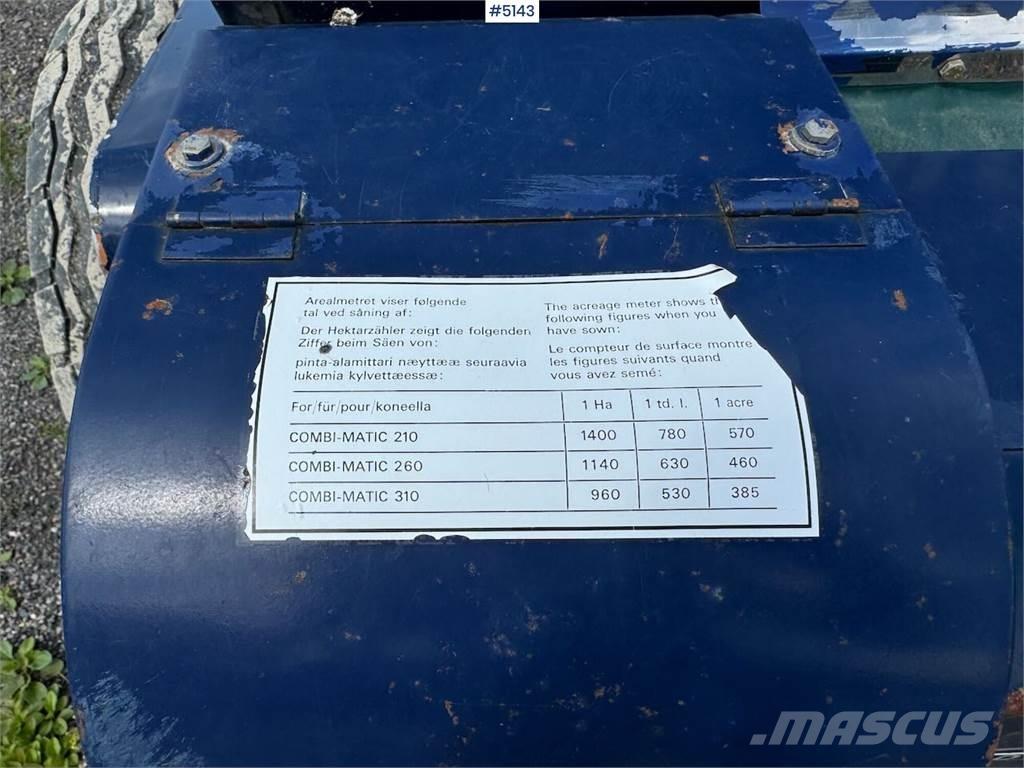 #5143
Arealmetret viser følgende
tal ved såning af:
Der Hektarzähler zeigt die folgenden
Ziffer beim Säen von:
pinta-alamittari næyttææ seuraavia
lukemia kylvettæessæ:
The acreage meter shows
following figures when you
have sown:
Le compteur de surface montre
les figures suivants quand
vous avez semé:
For/für/pour/koneella 1 Ha 1 td. l. 1 acre
COMBI-MATIC 210 1400 780 570
COMBI-MATIC 260 1140 630 460
COMBI-MATIC 310 960 530 385
MASCUS